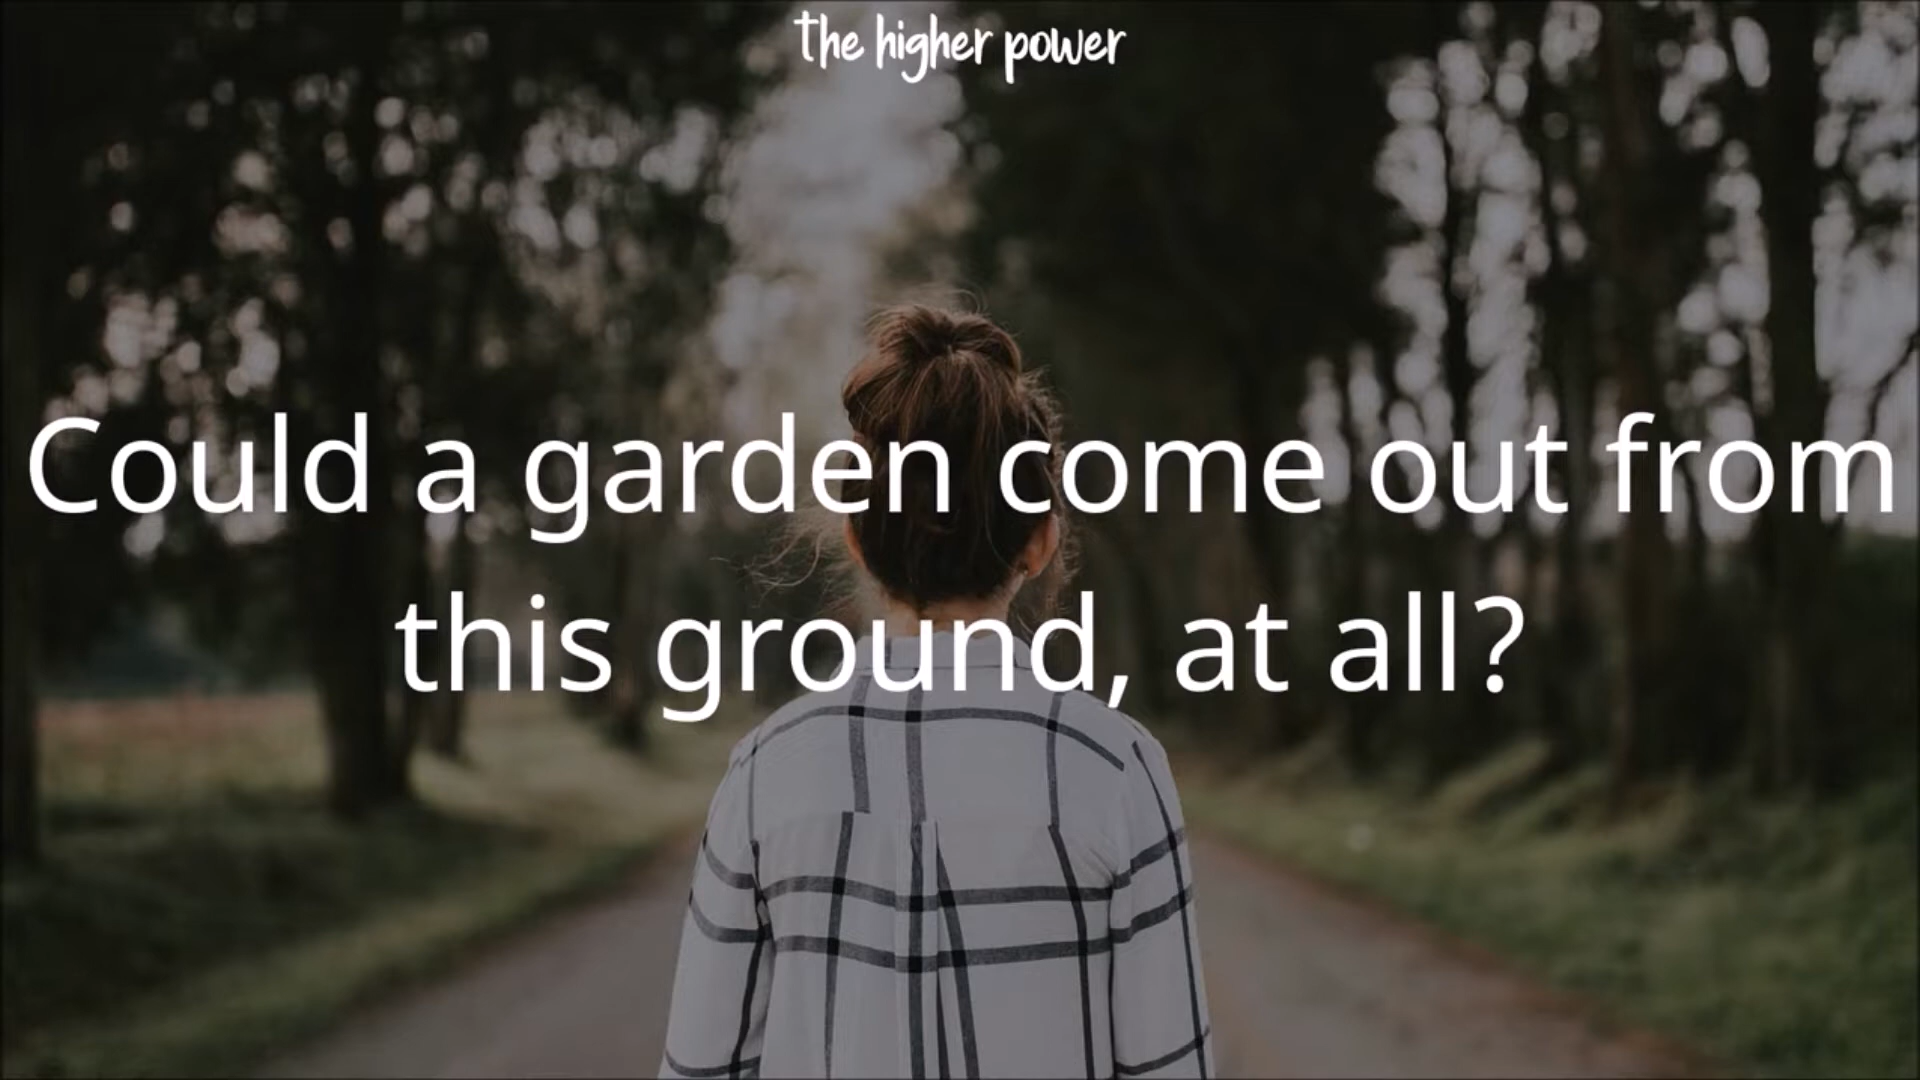 the higher power
Could a garden come out from
this ground, at all?